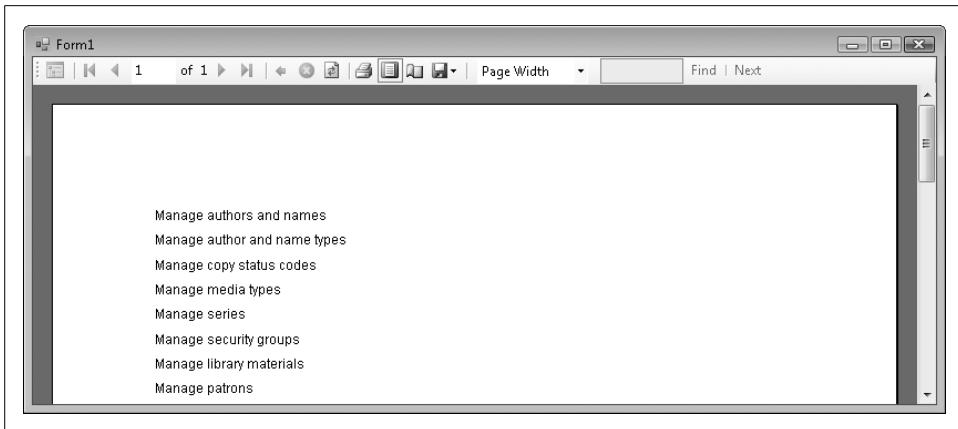 Form1
1 of 1 Page Width Find | Next
Manage authors and names
Manage author and name types
Manage copy status codes
Manage media types
Manage series
Manage security groups
Manage library materials
Manage patrons